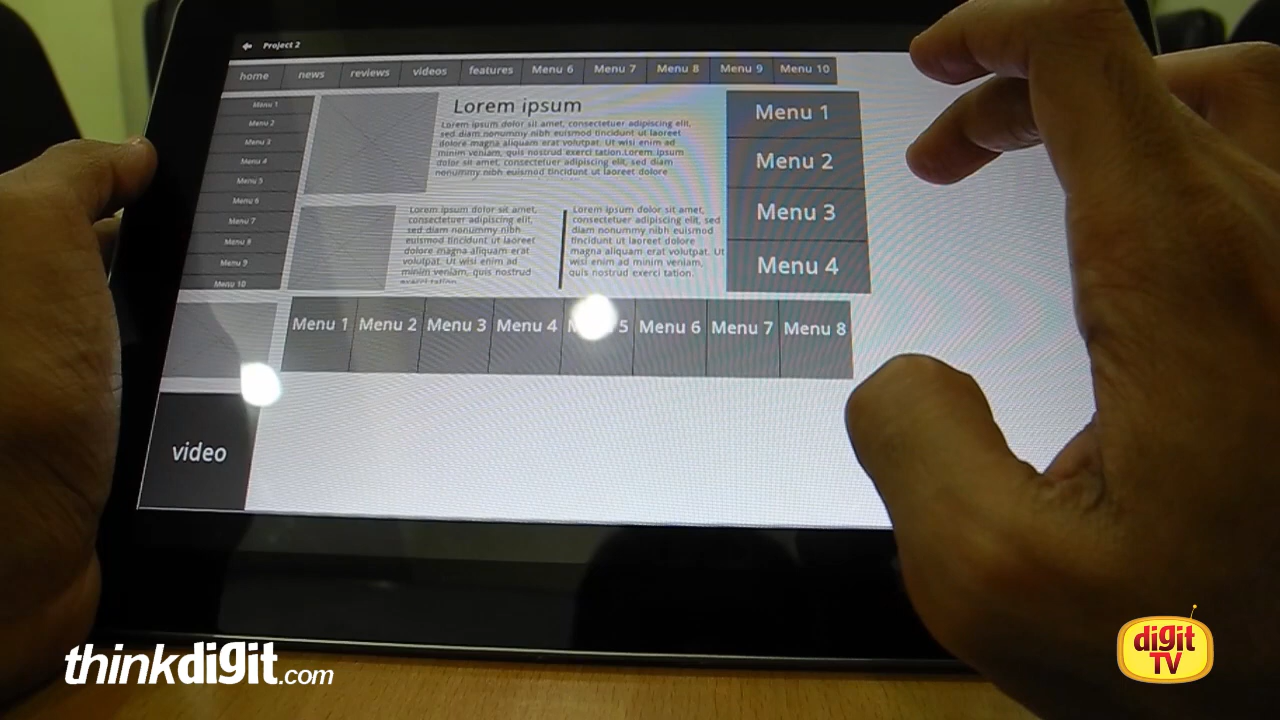 Project 2
home news reviews videos features Menu 6 Menu 7 Menu 8 Menu 9 Menu 10
Menu 1
Menu 2
Menu 3
Menu 4
Menu 5
Menu 6
Menu 7
Menu 8
Menu 9
Menu 10
Lorem ipsum
Lorem ipsum dolor sit amet, consectetuer adipiscing elit,
sed diam nonummy nibh euismod tincidunt ut laoreet
dolore magna aliquam erat volutpat. Ut wisi enim ad
minim veniam, quis nostrud exerci tation.Lorem ipsum
dolor sit amet, consectetuer adipiscing elit, sed diam
nonummy nibh euismod tincidunt ut laoreet dolore
Lorem ipsum dolor sit amet,
consectetuer adipiscing elit,
sed diam nonummy nibh
euismod tincidunt ut laoreet
dolore magna aliquam erat
volutpat. Ut wisi enim ad
minim veniam, quis nostrud
exerci tation.
Lorem ipsum dolor sit amet,
consectetuer adipiscing elit,
sed diam nonummy nibh euismod
tincidunt ut laoreet dolore
magna aliquam erat volutpat. Ut
wisi enim ad minim veniam,
quis nostrud exerci tation.
Menu 1
Menu 2
Menu 3
Menu 4
Menu 1 Menu 2 Menu 3 Menu 4 5 Menu 6 Menu 7 Menu 8
video
thinkdigit.com
digit
TV